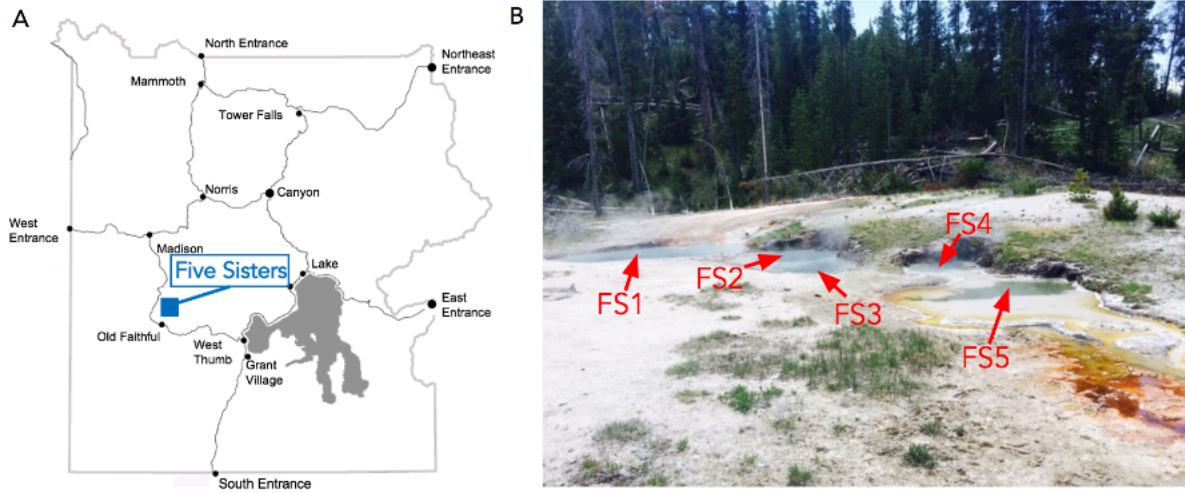 A
North Entrance
Northeast
Entrance
Mammoth
Tower Falls
Norris
Canyon
West
Entrance
Madison
Five Sisters
Lake
East
Entrance
Old Faithful
West
Thumb
Grant
Village
South Entrance
B
FS1
FS2
FS3
FS4
FS5